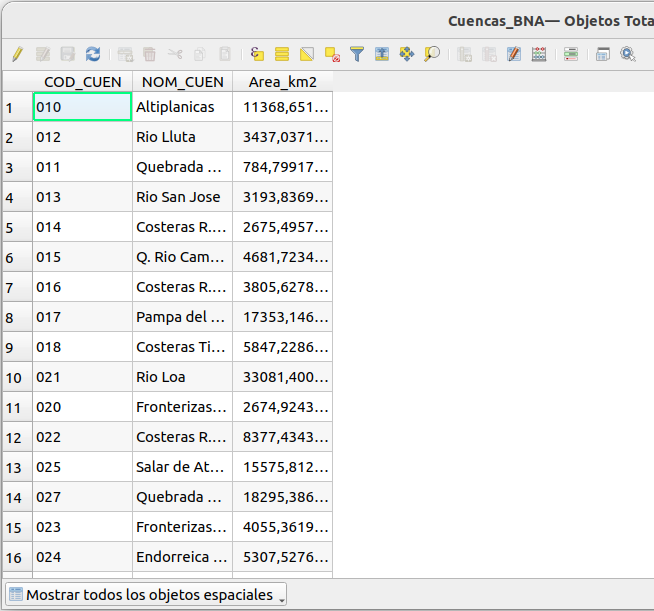 Cuencas_BNA— Objetos Tota
COD_CUEN NOM_CUEN Area_km2
1 010 Altiplanicas 11368,651...
2 012 Rio Lluta 3437,0371...
3 011 Quebrada ... 784,79917...
4 013 Rio San Jose 3193,8369...
5 014 Costeras R.... 2675,4957...
6 015 Q. Rio Cam... 4681,7234...
7 016 Costeras R.... 3805,6278...
8 017 Pampa del ... 17353,146...
9 018 Costeras Ti... 5847,2286...
10 021 Rio Loa 33081,400...
11 020 Fronterizas... 2674,9243...
12 022 Costeras R.... 8377,4343...
13 025 Salar de At... 15575,812...
14 027 Quebrada ... 18295,386...
15 023 Fronterizas... 4055,3619...
16 024 Endorreica ... 5307,5276...
Mostrar todos los objetos espaciales